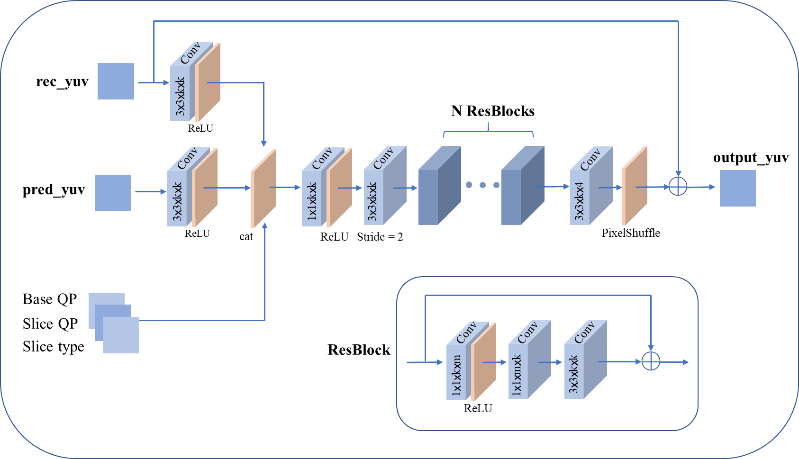 rec_yuv
3x3xkxk
Conv
ReLU
N ResBlocks
output_yuv
pred_yuv
3x3xkxk
Conv
ReLU
cat
1x1xkxk
Conv
ReLU
3x3xkxk
Conv
Stride = 2
3x3xkx4
Conv
PixelShuffle
Base QP
Slice QP
Slice type
ResBlock
1x1xkxm
Conv
ReLU
1x1xmxk
Conv
3x3xkxk
Conv